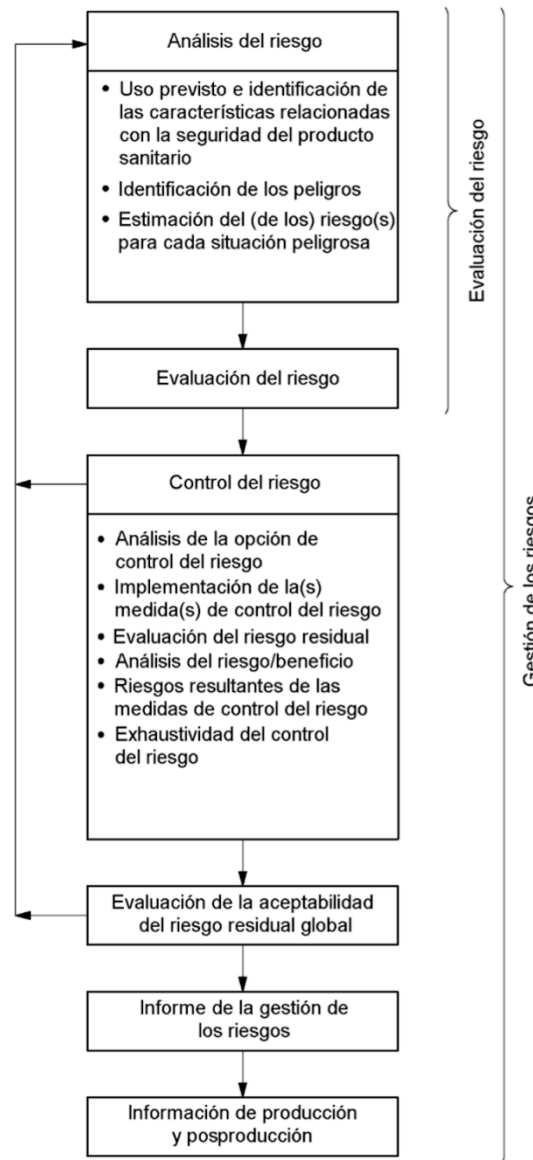 Análisis del riesgo
• Uso previsto e identificación de
las características relacionadas
con la seguridad del producto
sanitario
• Identificación de los peligros
• Estimación del (de los) riesgo(s)
para cada situación peligrosa
Evaluación del riesgo
Evaluación del riesgo
Control del riesgo
• Análisis de la opción de
control del riesgo
• Implementación de la(s)
medida(s) de control del riesgo
• Evaluación del riesgo residual
• Análisis del riesgo/beneficio
• Riesgos resultantes de las
medidas de control del riesgo
• Exhaustividad del control
del riesgo
Gestión de los riesgos
Evaluación de la aceptabilidad
del riesgo residual global
Informe de la gestión de
los riesgos
Información de producción
y posproducción